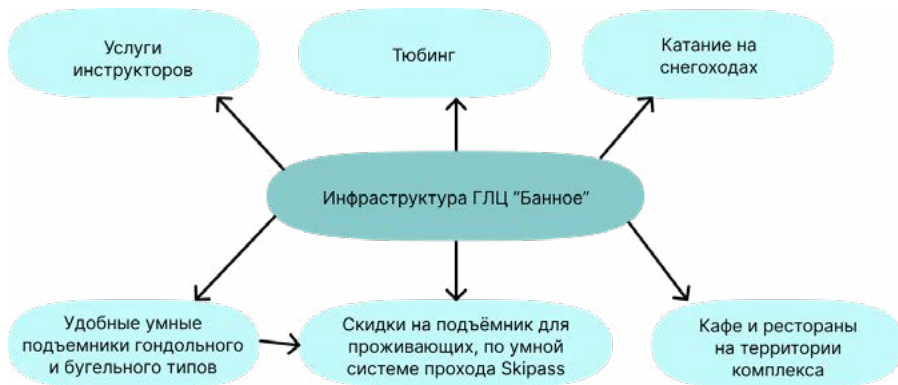 Услуги
инструкторов
Тюбинг
Катание на
снегоходах
Инфраструктура ГЛЦ "Банное"
Удобные умные
подъемники гондольного
и бугельного типов
Скидки на подъёмник для
проживающих, по умной
системе прохода Skipass
Кафе и рестораны
на территории
комплекса